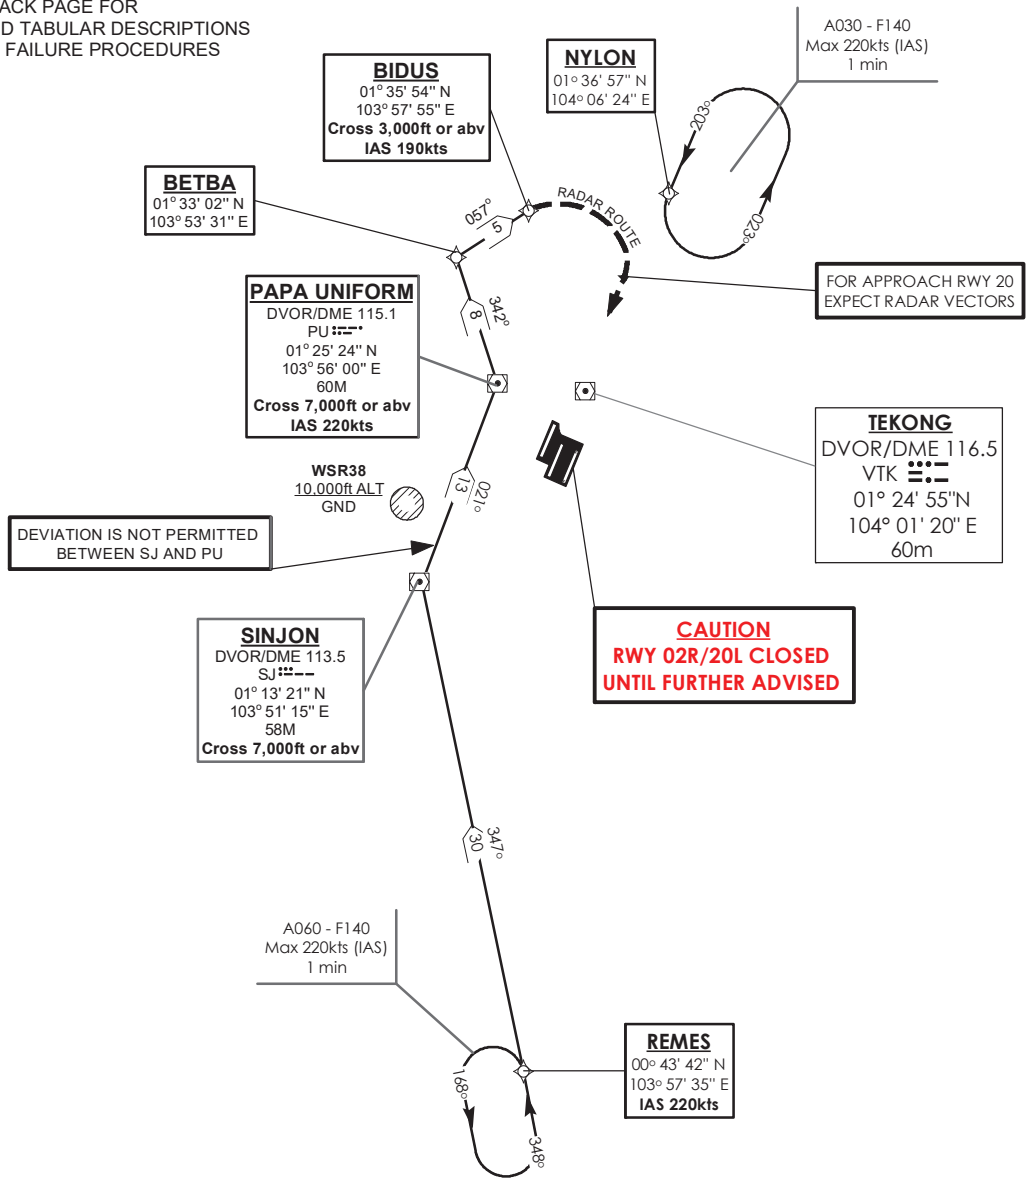 ACK PAGE FOR
D TABULAR DESCRIPTIONS
FAILURE PROCEDURES
A030 - F140
Max 220kts (IAS)
1 min
BIDUS
01° 35' 54" N
103° 57' 55" E
Cross 3,000ft or abv
IAS 190kts
NYLON
01° 36' 57" N
104° 06' 24" E
203°
023°
BETBA
01° 33' 02" N
103° 53' 31" E
057°
5
RADAR ROUTE
FOR APPROACH RWY 20
EXPECT RADAR VECTORS
PAPA UNIFORM
DVOR/DME 115.1
PU
01° 25' 24" N
103° 56' 00" E
60M
Cross 7,000ft or abv
IAS 220kts
342°
8
TEKONG
DVOR/DME 116.5
VTK
01° 24' 55"N
104° 01' 20" E
60m
WSR38
10,000ft ALT
GND
021°
13
DEVIATION IS NOT PERMITTED
BETWEEN SJ AND PU
CAUTION
RWY 02R/20L CLOSED
UNTIL FURTHER ADVISED
SINJON
DVOR/DME 113.5
SJ
01° 13' 21" N
103° 51' 15" E
58M
Cross 7,000ft or abv
347°
30
A060 - F140
Max 220kts (IAS)
1 min
168°
348°
REMES
00° 43' 42" N
103° 57' 35" E
IAS 220kts